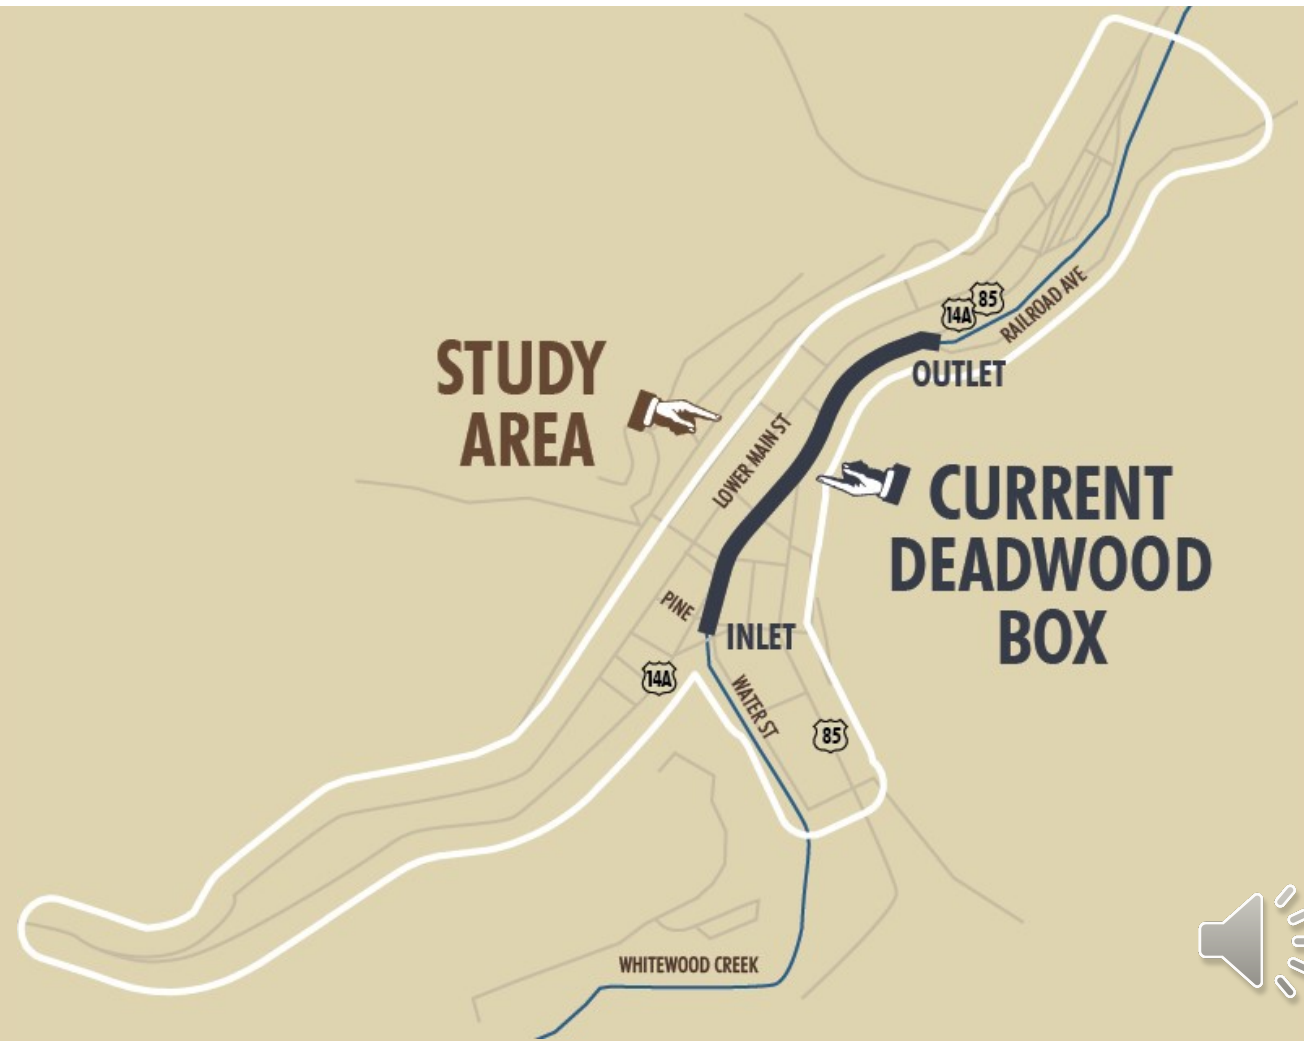 85
14A
RAILROAD AVE
OUTLET
STUDY
AREA
LOWER MAIN ST
CURRENT
DEADWOOD
BOX
PINE
INLET
14A
WATER ST
85
WHITEWOOD CREEK